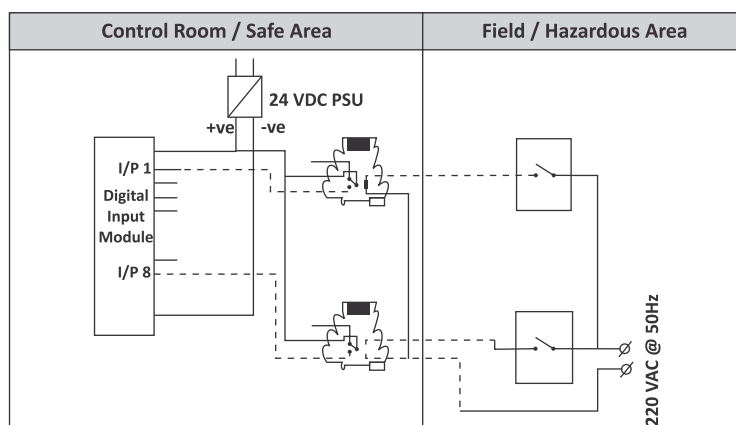 Control Room / Safe Area
Field / Hazardous Area
24 VDC PSU
+ve
-ve
I/P 1
Digital
Input
Module
I/P 8
220 VAC @ 50Hz